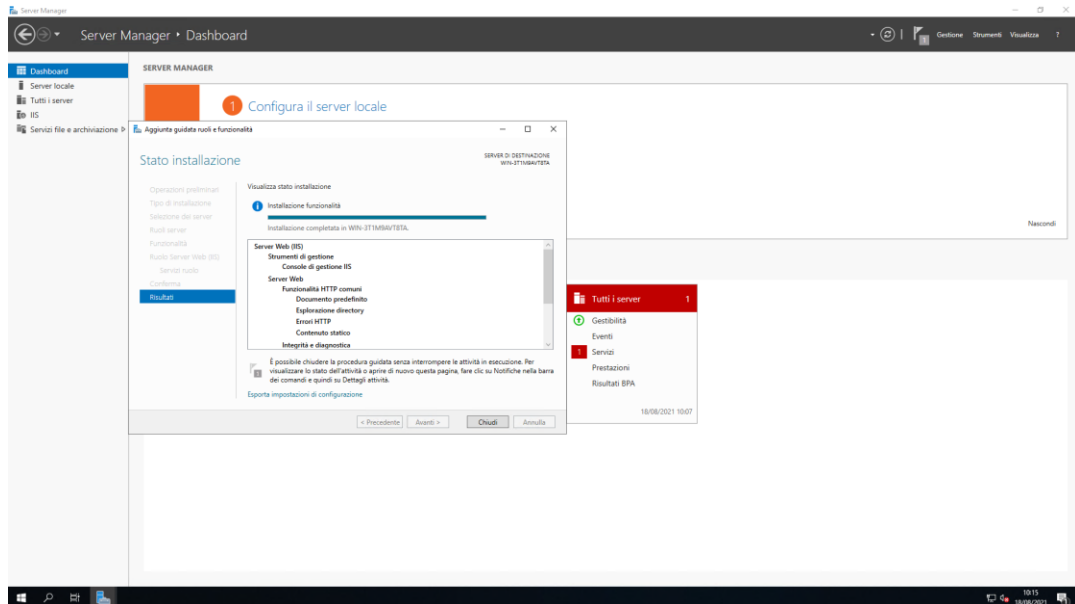 Server Manager
Server Manager • Dashboard
1
Gestione Strumenti Visualizza ?
Dashboard
Server locale
Tutti i server
IIS
Servizi file e archiviazione
SERVER MANAGER
1 Configura il server locale
Nascondi
Aggiunta guidata ruoli e funzionalità
Stato installazione
SERVER DI DESTINAZIONE
WIN-3T1M9AVT8TA
Operazioni preliminari
Tipo di installazione
Selezione dei server
Ruoli server
Funzionalità
Ruolo Server Web (IIS)
Servizi ruolo
Conferma
Risultati
Visualizza stato installazione
Installazione funzionalità
Installazione completata in WIN-3T1M9AVT8TA.
Server Web (IIS)
Strumenti di gestione
Console di gestione IIS
Server Web
Funzionalità HTTP comuni
Documento predefinito
Esplorazione directory
Errori HTTP
Contenuto statico
Integrità e diagnostica
1
È possibile chiudere la procedura guidata senza interrompere le attività in esecuzione. Per
visualizzare lo stato dell'attività o aprire di nuovo questa pagina, fare clic su Notifiche nella barra
dei comandi e quindi su Dettagli attività.
Esporta impostazioni di configurazione
< Precedente Avanti > Chiudi Annulla
Tutti i server 1
Gestibilità
Eventi
1 Servizi
Prestazioni
Risultati BPA
18/08/2021 10:07
10:15
18/08/2021